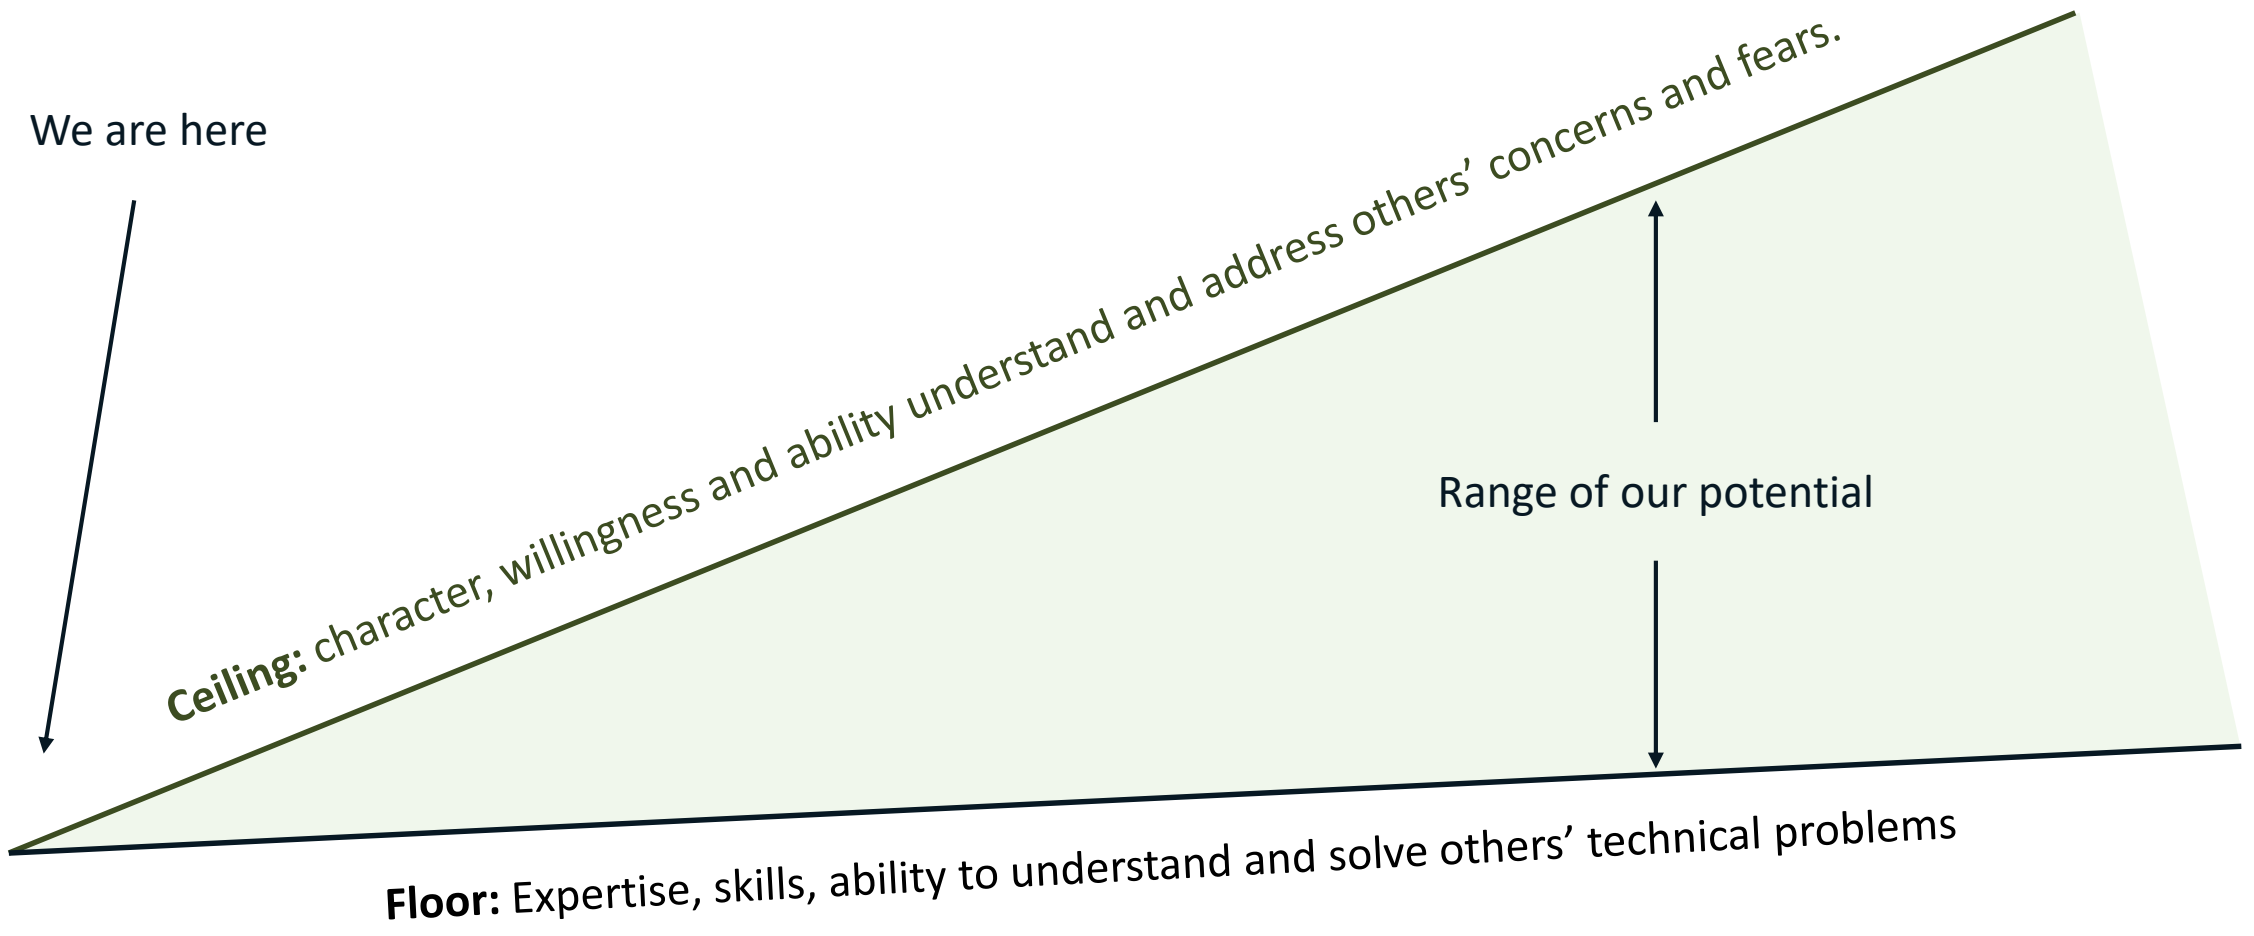 We are here
Ceiling: character, willingness and ability understand and address others’ concerns and fears.
Range of our potential
Floor: Expertise, skills, ability to understand and solve others’ technical problems